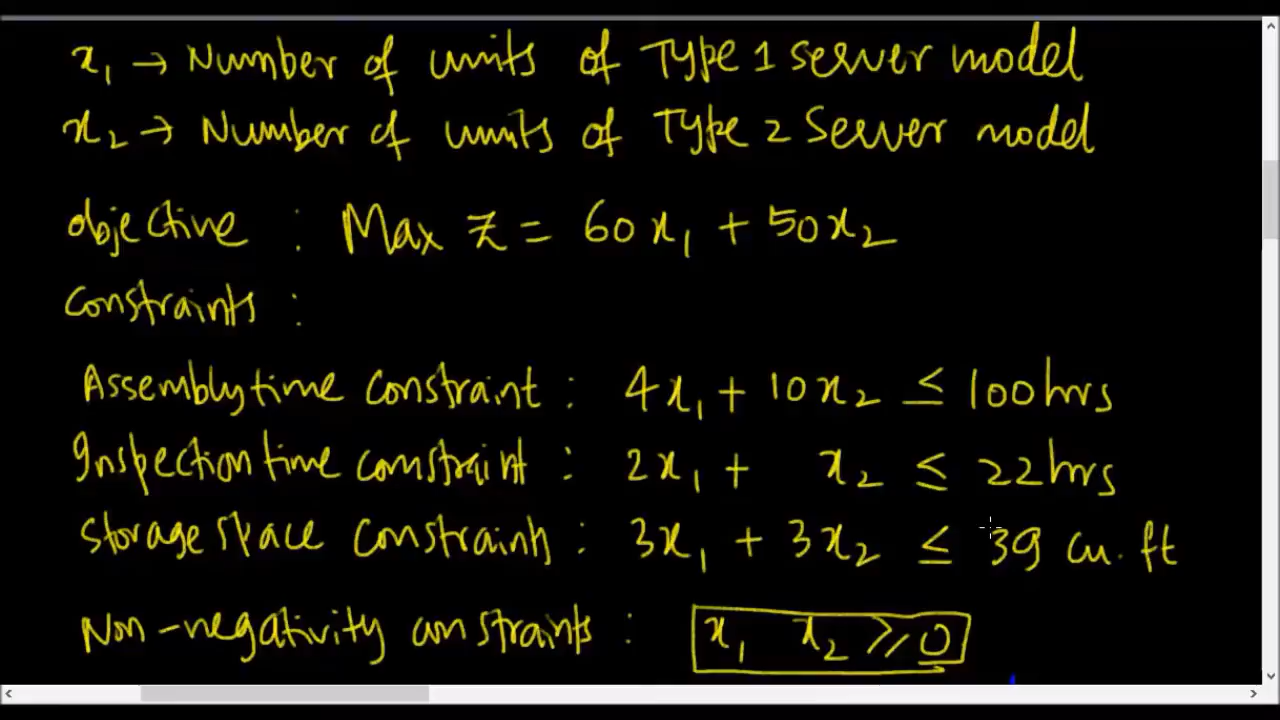 x₁ → Number of units of Type 1 Server model
x₂ → Number of units of Type 2 Server model
Objective : Max Z = 60x₁ + 50x₂
Constraints :
Assembly time constraint : 4x₁ + 10x₂ ≤ 100 hrs
Inspection time constraint : 2x₁ + x₂ ≤ 22 hrs
Storage space constraints : 3x₁ + 3x₂ ≤ 39 cu. ft
Non-negativity constraints : x₁ x₂ ≥ 0